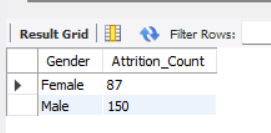 Result Grid Filter Rows:
Gender Attrition_Count
Female 87
Male 150